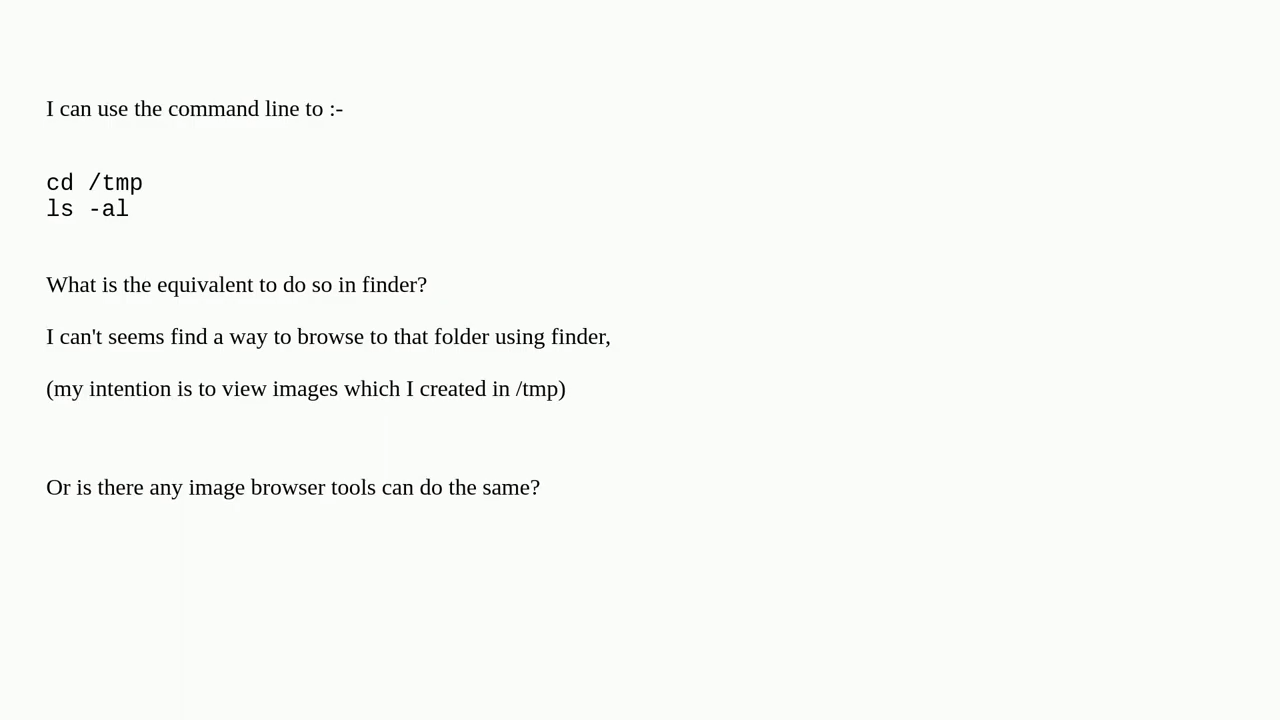 I can use the command line to :-
cd /tmp
ls -al
What is the equivalent to do so in finder?
I can't seems find a way to browse to that folder using finder,
(my intention is to view images which I created in /tmp)
Or is there any image browser tools can do the same?